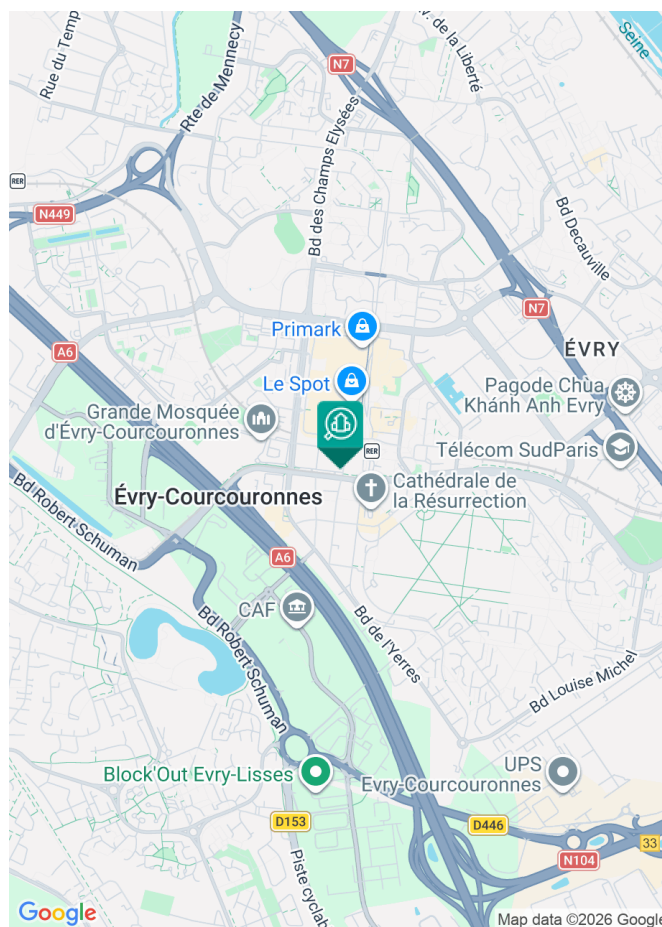 Rue du Temp
N7
Av. de la Liberté
Seine
Rte de Mennecy
Bd des Champs Elysées
RER
N449
Bd Decauville
N7
Primark
A6
ÉVRY
Le Spot
Pagode Chùa
Khánh Anh Evry
Grande Mosquée
d'Évry-Courcouronnes
RER
Télécom SudParis
Cathédrale de
la Résurrection
Évry-Courcouronnes
Bd Robert Schuman
A6
CAF
Bd Robert Schuman
Bd de l'Yerres
Bd Louise Michel
UPS
Evry-Courcouronnes
Block'Out Evry-Lisses
D153
D446
33
N104
Piste cyclab
Google
Map data ©2026 Google